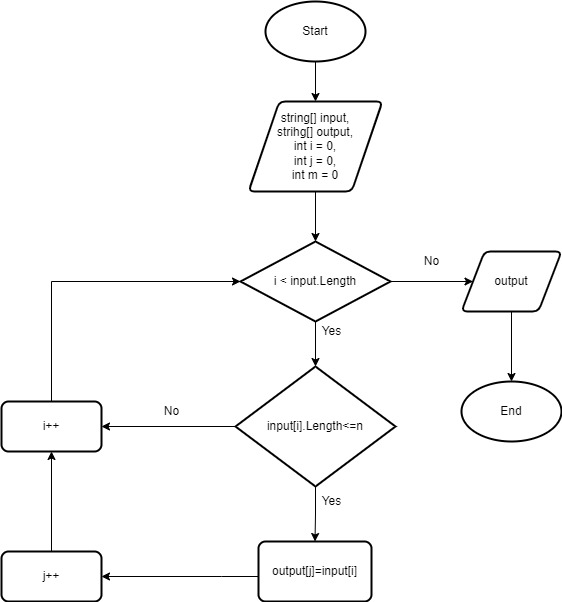 Start
string[] input,
strihg[] output,
int i = 0,
int j = 0,
int m = 0
i < input.Length
No
output
Yes
End
input[i].Length<=n
No
i++
Yes
output[j]=input[i]
j++